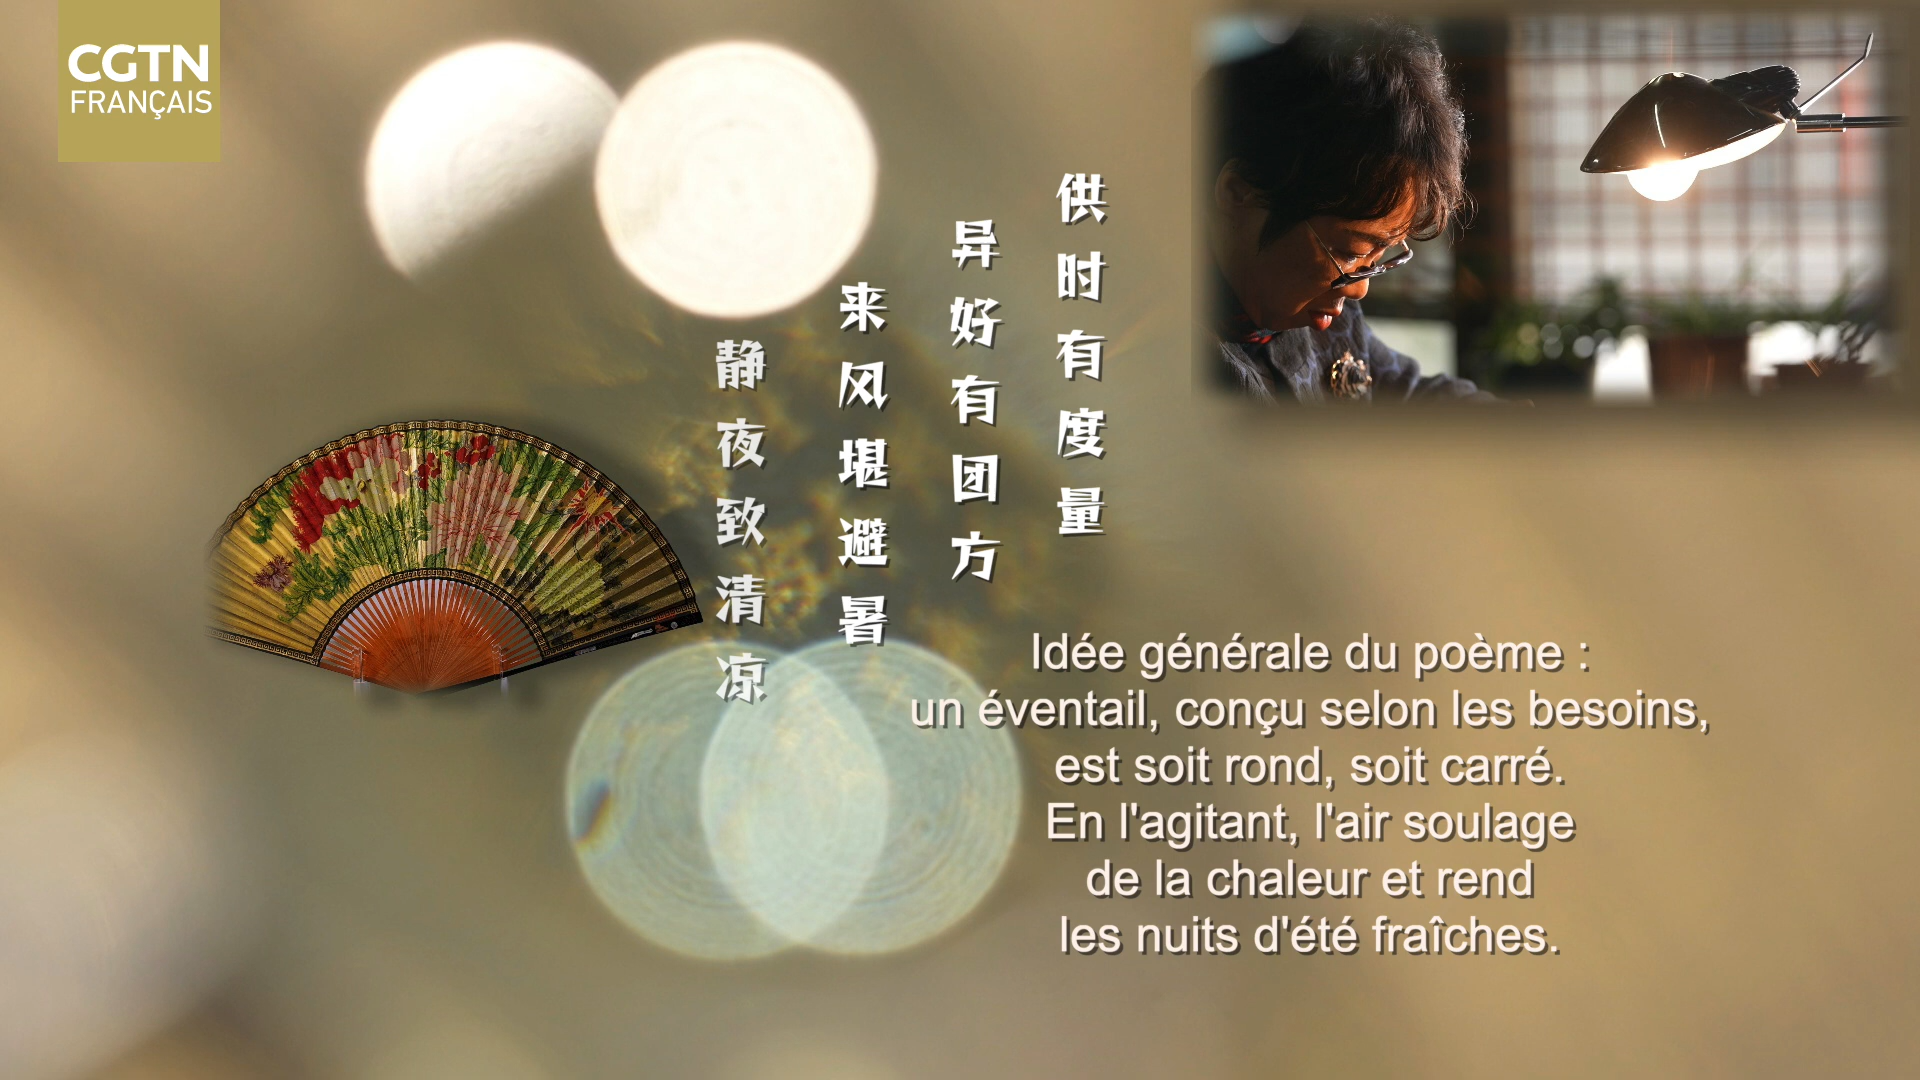 CGTN
FRANÇAIS
供时有度量
异好有团方
来风堪避暑
静夜致清凉
Idée générale du poème :
un éventail, conçu selon les besoins,
est soit rond, soit carré.
En l'agitant, l'air soulage
de la chaleur et rend
les nuits d'été fraîches.